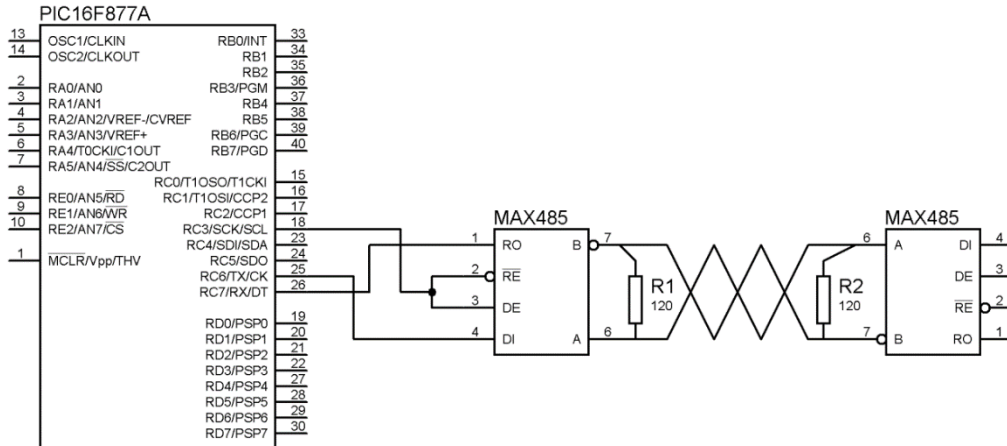 PIC16F877A
13 OSC1/CLKIN RB0/INT 33
14 OSC2/CLKOUT RB1 34
RB2 35
2 RA0/AN0 RB3/PGM 36
3 RA1/AN1 RB4 37
4 RA2/AN2/VREF-/CVREF RB5 38
5 RA3/AN3/VREF+ RB6/PGC 39
6 RA4/T0CKI/C1OUT RB7/PGD 40
7 RA5/AN4/SS/C2OUT
RC0/T1OSO/T1CKI 15
8 RE0/AN5/RD RC1/T1OSI/CCP2 16
9 RE1/AN6/WR RC2/CCP1 17
10 RE2/AN7/CS RC3/SCK/SCL 18
RC4/SDI/SDA 23
1 MCLR/Vpp/THV RC5/SDO 24
RC6/TX/CK 25
RC7/RX/DT 26
RD0/PSP0 19
RD1/PSP1 20
RD2/PSP2 21
RD3/PSP3 22
RD4/PSP4 27
RD5/PSP5 28
RD6/PSP6 29
RD7/PSP7 30
MAX485
1 RO B 7
2 RE
3 DE
4 DI A 6
R1
120
R2
120
MAX485
6 A DI 4
DE 3
RE 2
7 B RO 1